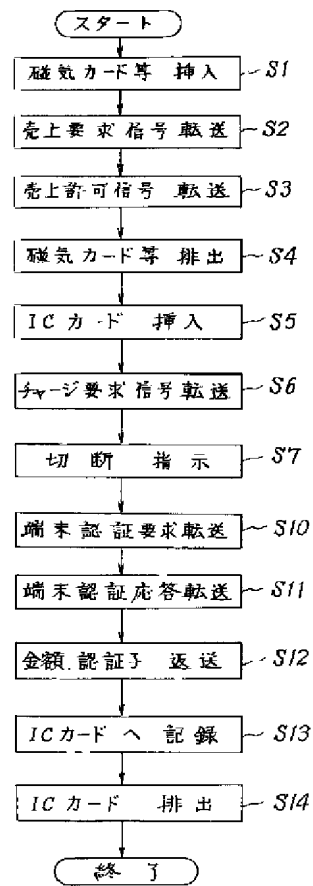 スタート
磁気カード等 挿入 S1
売上要求信号転送 S2
売上許可信号 転送 S3
磁気カード等 排出 S4
ICカード 挿入 S5
チャージ要求信号転送 S6
切断 指示 S7
端末認証要求転送 S10
端末認証応答転送 S11
金額.認証子 返送 S12
ICカード へ 記録 S13
ICカード 排出 S14
終了